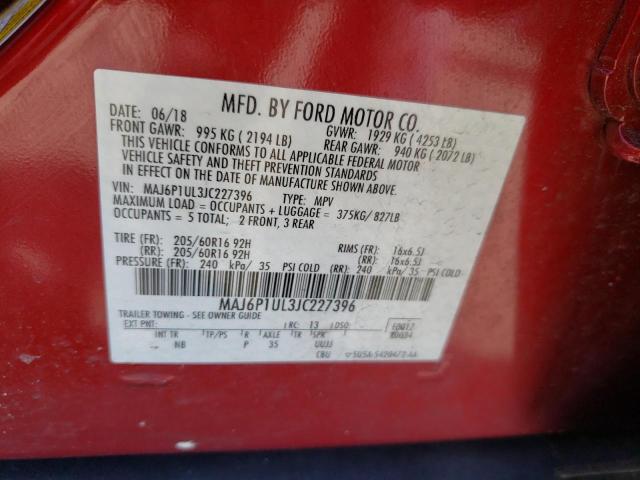 MFD. BY FORD MOTOR CO.
DATE: 06/18 GVWR: 1929 KG ( 4253 LB)
FRONT GAWR: 995 KG ( 2194 LB) REAR GAWR: 940 KG ( 2072 LB)
THIS VEHICLE CONFORMS TO ALL APPLICABLE FEDERAL MOTOR
VEHICLE SAFETY AND THEFT PREVENTION STANDARDS
IN EFFECT ON THE DATE OF MANUFACTURE SHOWN ABOVE.
VIN: MAJ6P1UL3JC227396 TYPE: MPV
MAXIMUM LOAD = OCCUPANTS + LUGGAGE = 375KG/ 827LB
OCCUPANTS = 5 TOTAL; 2 FRONT, 3 REAR
TIRE (FR): 205/60R16 92H RIMS (FR): 16x6.5J
(RR): 205/60R16 92H (RR): 16x6.5J
PRESSURE (FR): 240 kPa/ 35 PSI COLD (RR): 240 kPa/ 35 PSI COLD
MAJ6P1UL3JC227396
TRAILER TOWING - SEE OWNER GUIDE
EXT PNT: RC: 13 DSO:
INT TR TP/PS R AXLE TR SPR
NB P 35 UUJJ
CBU